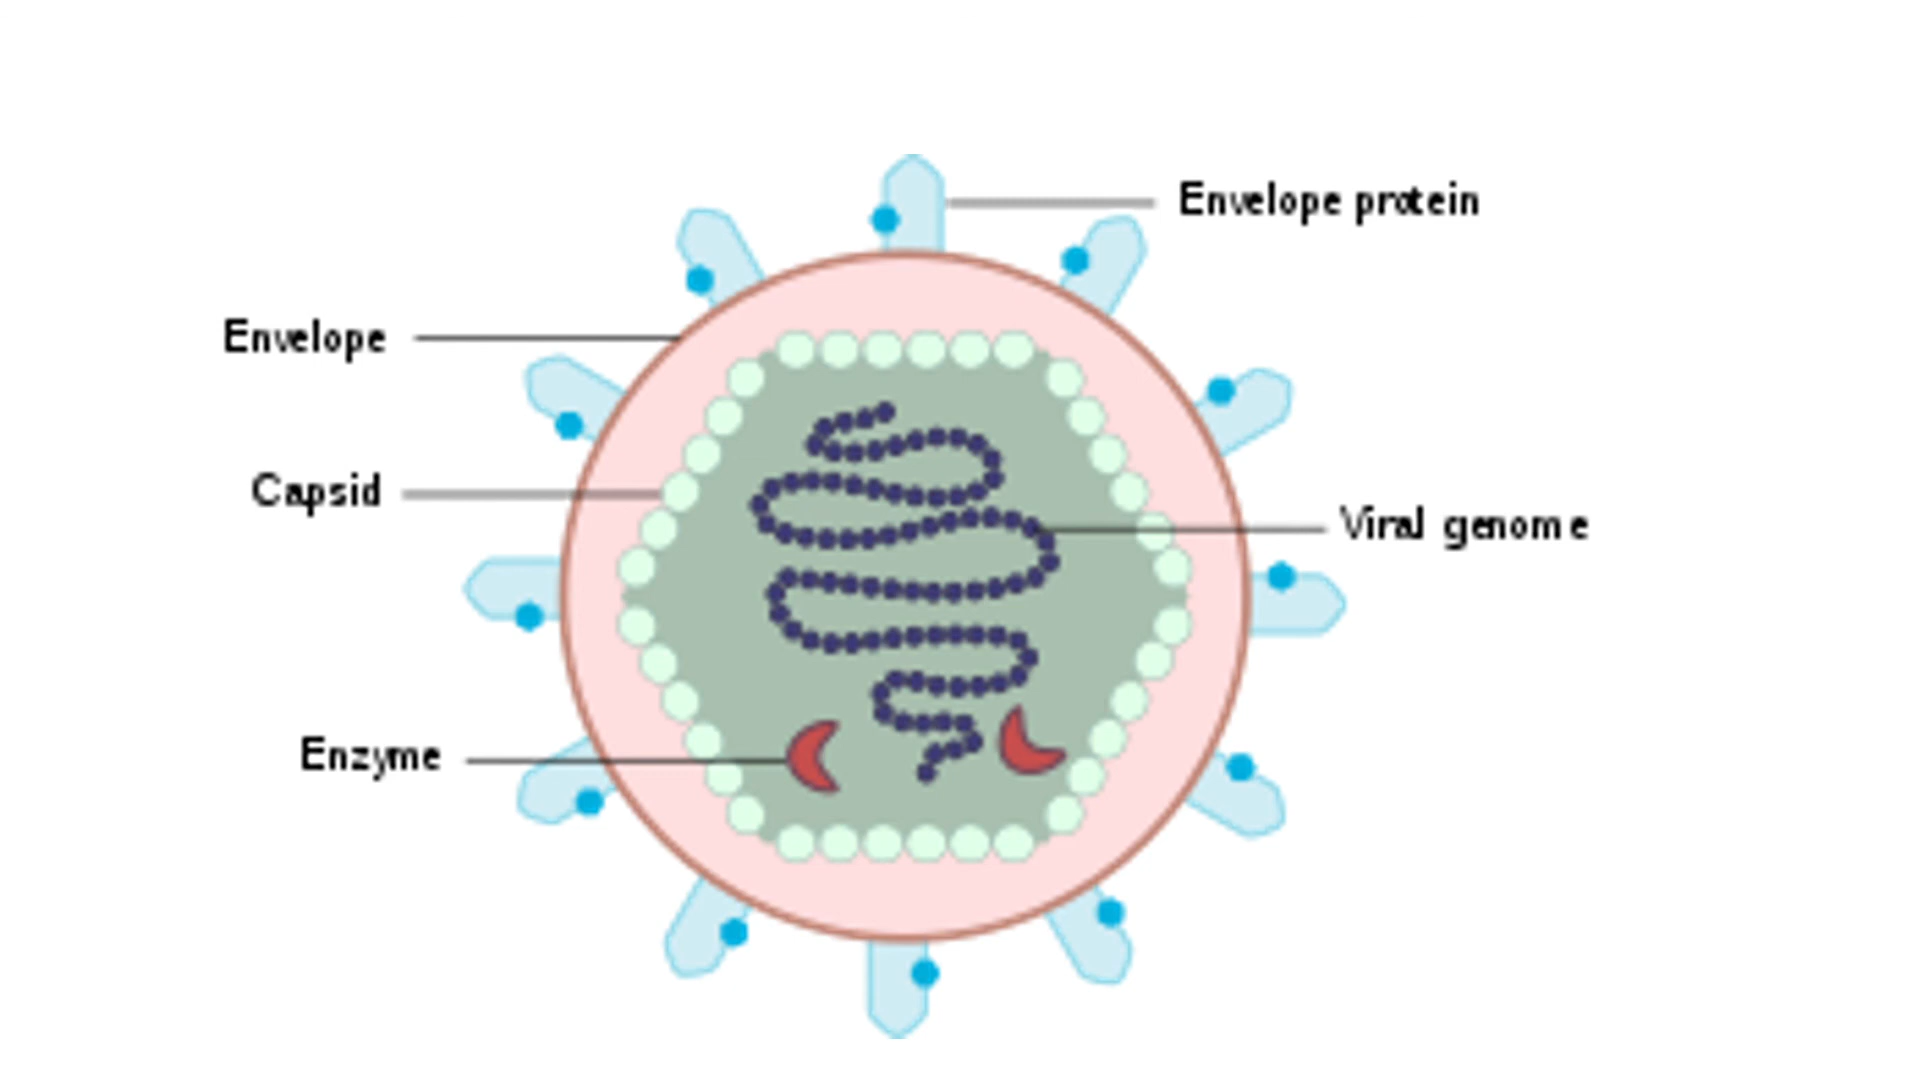 Envelope protein
Envelope
Capsid
Viral genome
Enzyme